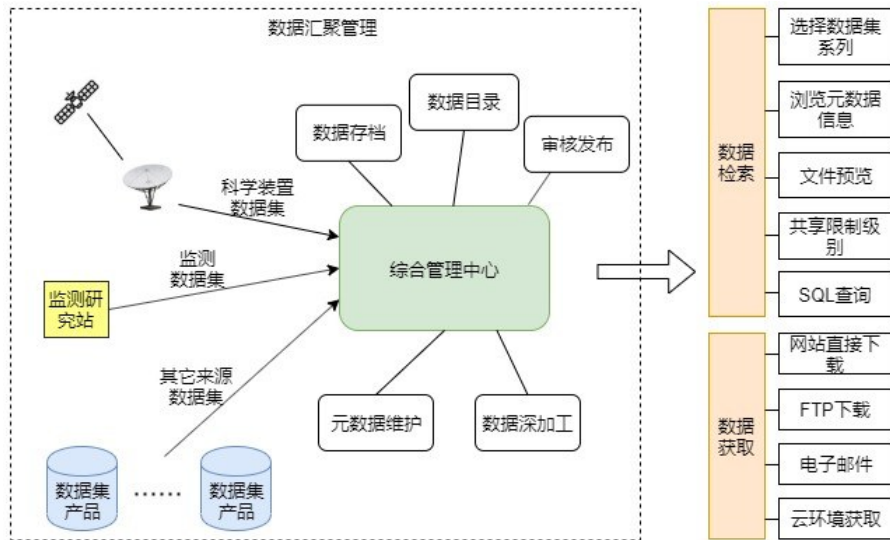 数据汇聚管理
数据存档
数据目录
审核发布
科学装置
数据集
监测
数据集
监测研
究站
综合管理中心
其它来源
数据集
元数据维护
数据深加工
数据集
产品
......
数据集
产品
数据
检索
选择数据集
系列
浏览元数据
信息
文件预览
共享限制级
别
SQL查询
数据
获取
网站直接下
载
FTP下载
电子邮件
云环境获取